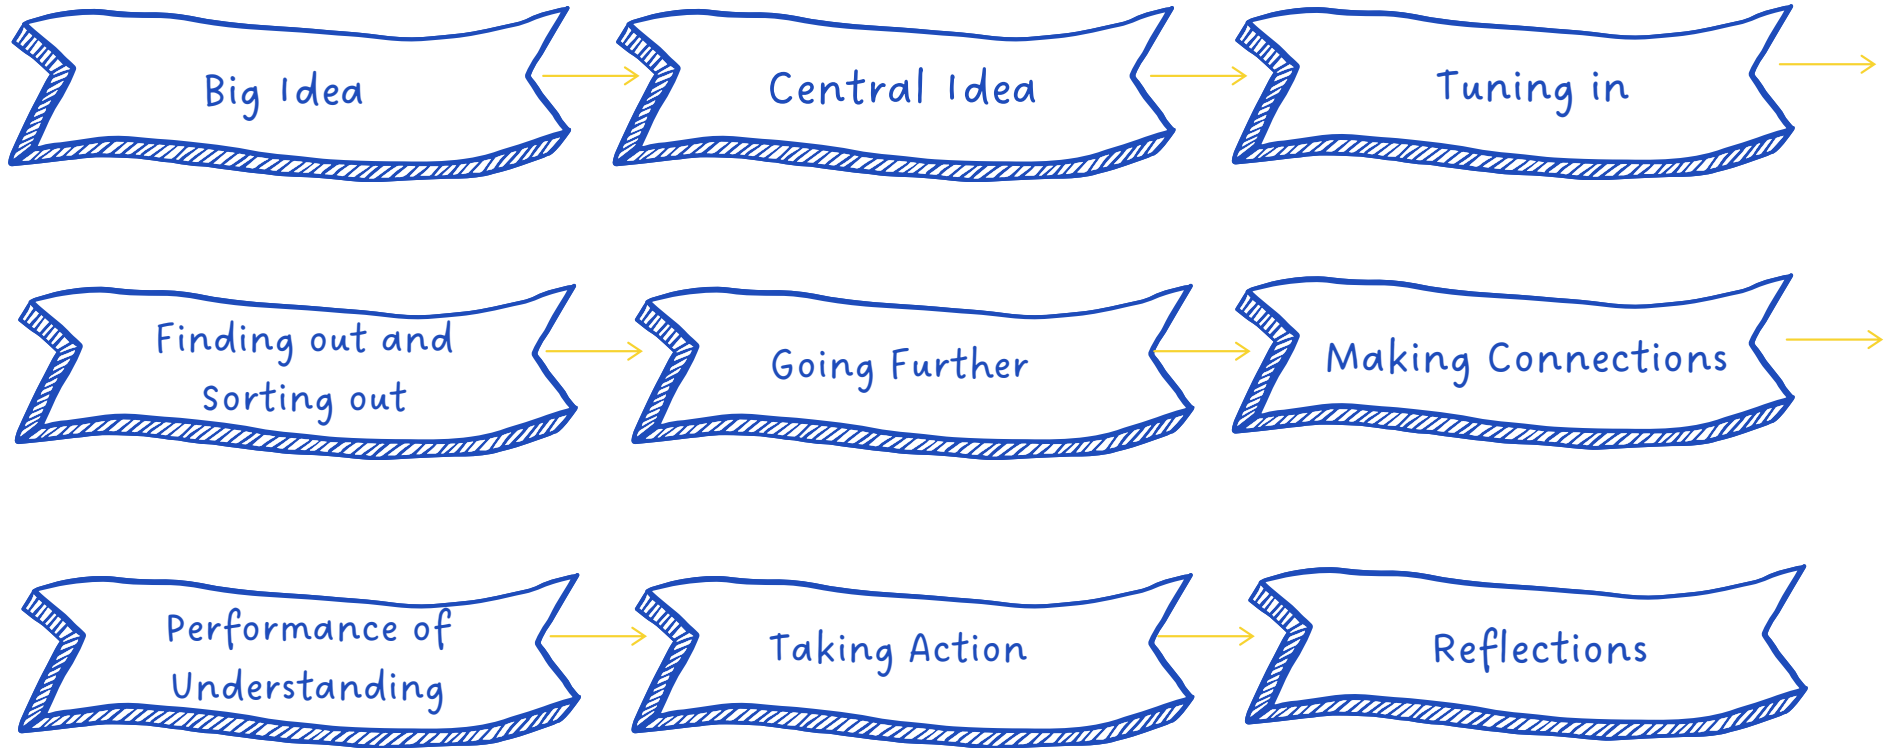 Big Idea
Central Idea
Tuning in
Finding out and
Sorting out
Going Further
Making Connections
Performance of
Understanding
Taking Action
Reflections